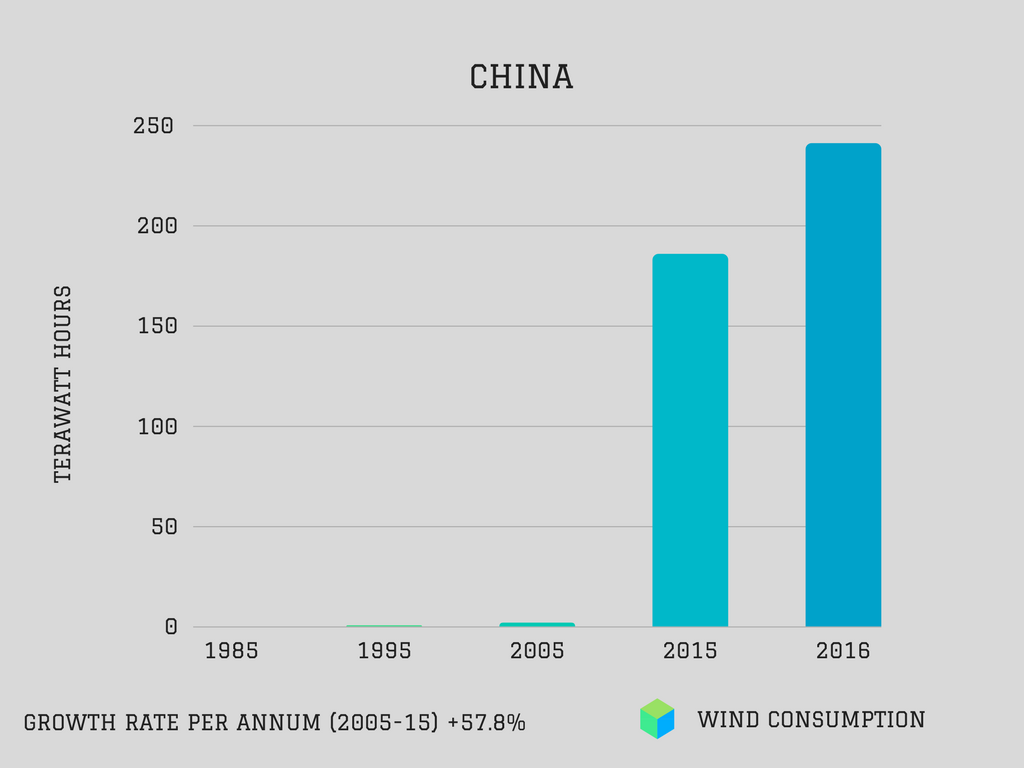 CHINA
250
200
150
100
50
0
TERAWATT HOURS
1985 1995 2005 2015 2016
GROWTH RATE PER ANNUM (2005-15) +57.8%
WIND CONSUMPTION